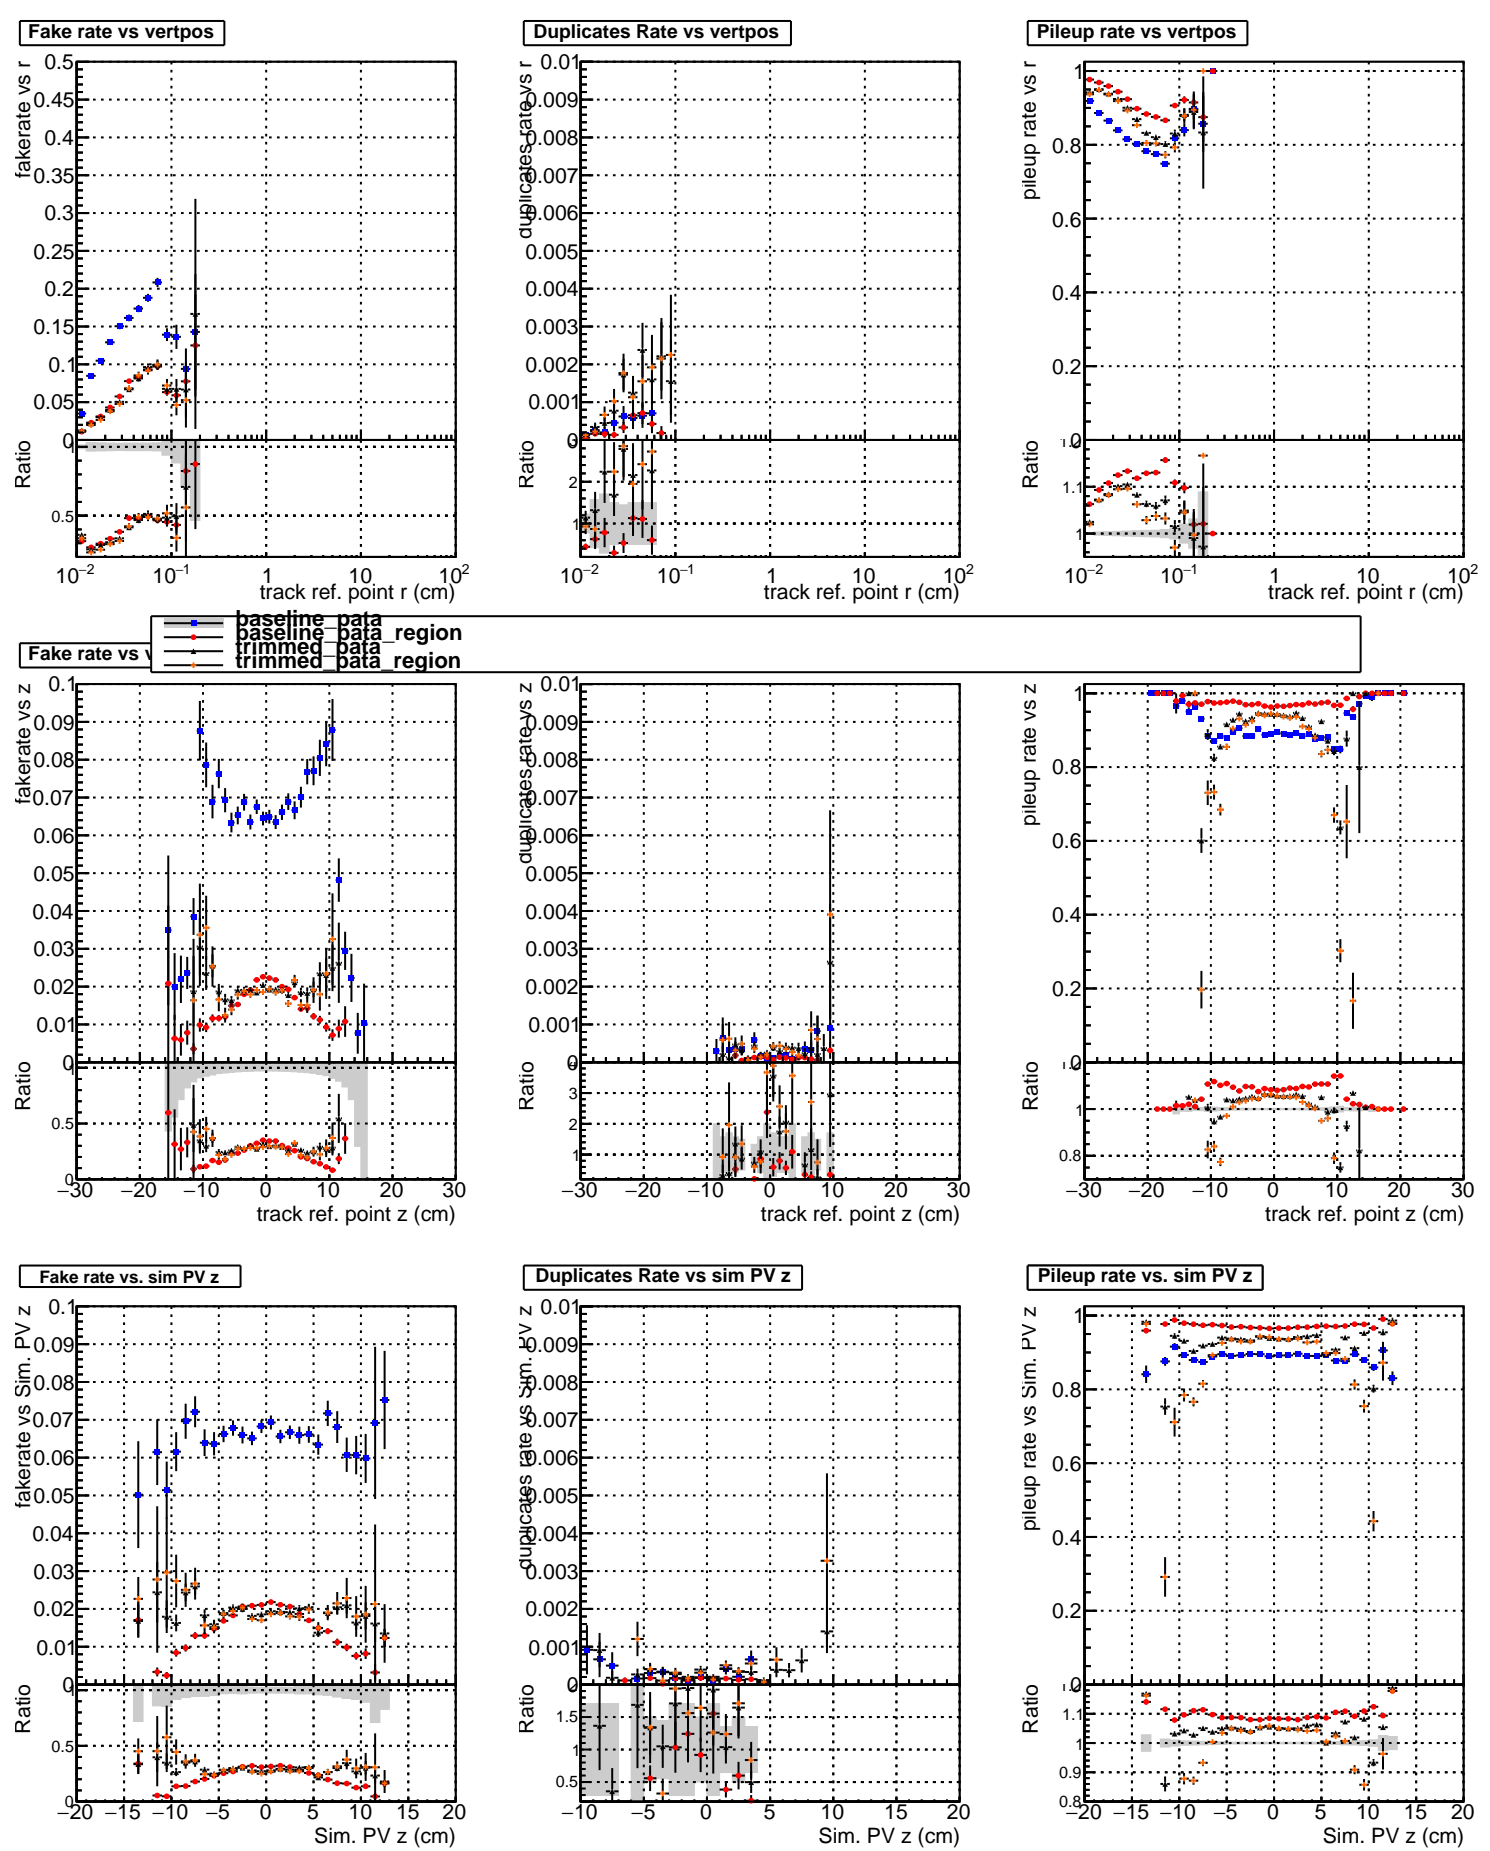 Fake rate vs vertpos
Duplicates Rate vs vertpos
Pileup rate vs vertpos
fakerate vs r
duplicates rate vs r
pileup rate vs r
0.5
0.45
0.4
0.35
0.3
0.25
0.2
0.15
0.1
0.05
0
0.01
0.009
0.008
0.007
0.006
0.005
0.004
0.003
0.002
0.001
0
1
0.8
0.6
0.4
0.2
0
Ratio
1
0.5
Ratio
2
1
Ratio
1.1
1
10−2 10−1 1 10 102
10−2 10−1 1 10 102
10−2 10−1 1 10 102
track ref. point r (cm)
track ref. point r (cm)
track ref. point r (cm)
baseline_pata
baseline_pata_region
trimmed_pata
trimmed_pata_region
Fake rate vs v
fakerate vs z
duplicates rate vs z
pileup rate vs z
0.1
0.09
0.08
0.07
0.06
0.05
0.04
0.03
0.02
0.01
0
0.01
0.009
0.008
0.007
0.006
0.005
0.004
0.003
0.002
0.001
0
1
0.8
0.6
0.4
0.2
0
Ratio
1
0.5
0
Ratio
3
2
1
Ratio
1
0.8
−30 −20 −10 0 10 20 30
−30 −20 −10 0 10 20 30
−30 −20 −10 0 10 20 30
track ref. point z (cm)
track ref. point z (cm)
track ref. point z (cm)
Fake rate vs. sim PV z
Duplicates Rate vs sim PV z
Pileup rate vs. sim PV z
fakerate vs Sim. PV z
duplicates rate vs Sim. PV z
pileup rate vs Sim. PV z
0.1
0.09
0.08
0.07
0.06
0.05
0.04
0.03
0.02
0.01
0
0.01
0.009
0.008
0.007
0.006
0.005
0.004
0.003
0.002
0.001
0
1
0.8
0.6
0.4
0.2
0
Ratio
1
0.5
0
Ratio
1.5
1
0.5
Ratio
1.1
1
0.9
0.8
−20 −15 −10 −5 0 5 10 15 20
−10 −5 0 5 10 15 20
−20 −15 −10 −5 0 5 10 15 20
Sim. PV z (cm)
Sim. PV z (cm)
Sim. PV z (cm)